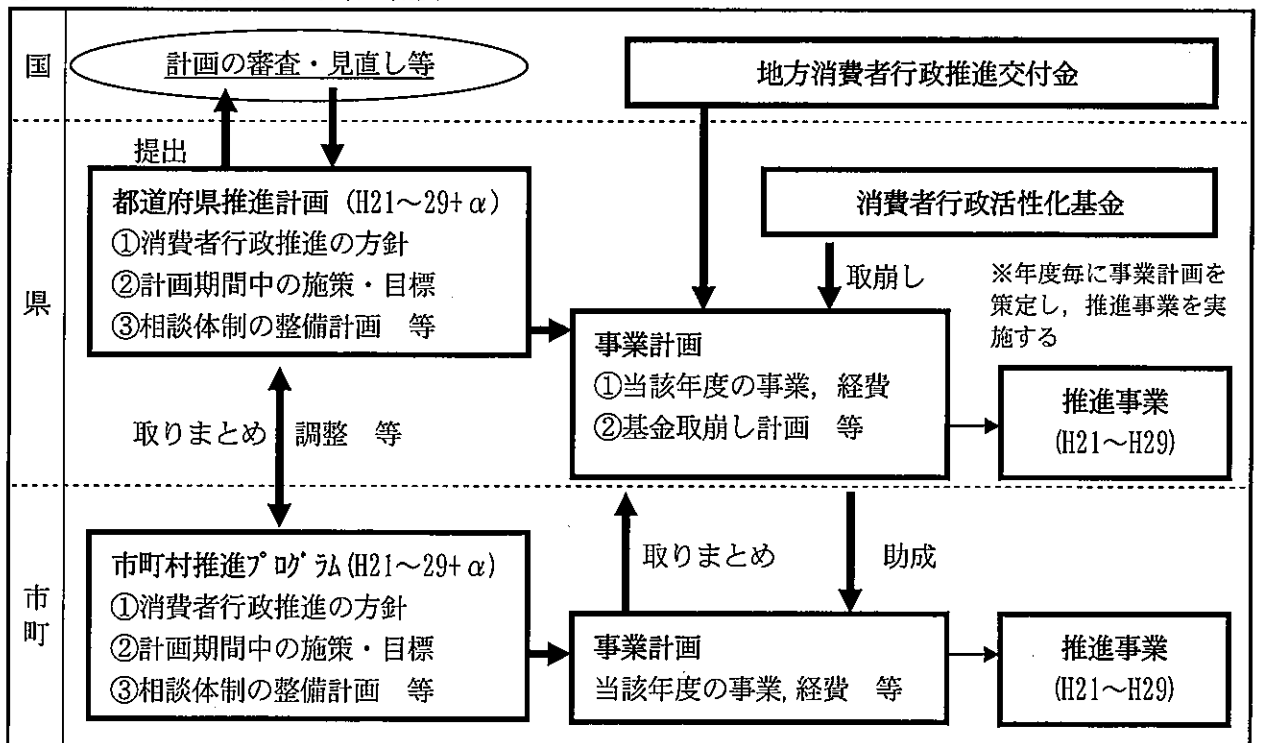 国
計画の審査・見直し等
地方消費者行政推進交付金
県
提出
都道府県推進計画（H21～29+α）
①消費者行政推進の方針
②計画期間中の施策・目標
③相談体制の整備計画　等
消費者行政活性化基金
取崩し
※年度毎に事業計画を
策定し，推進事業を実
施する
事業計画
①当該年度の事業，経費
②基金取崩し計画　等
推進事業
(H21～H29)
取りまとめ　調整　等
市町
市町村推進ﾌﾟﾛｸﾞﾗﾑ(H21～29+α)
①消費者行政推進の方針
②計画期間中の施策・目標
③相談体制の整備計画　等
取りまとめ
助成
事業計画
当該年度の事業，経費　等
推進事業
(H21～H29)